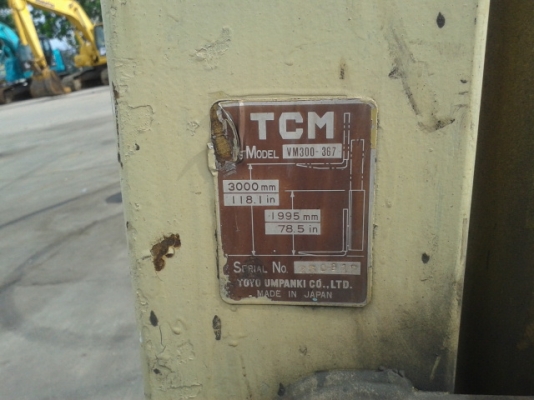 TCM
MODEL VM300-367
3000 mm
118.1 in
1995 mm
78.5 in
SERIAL No.
TOYO UMPANKI CO., LTD.
MADE IN JAPAN